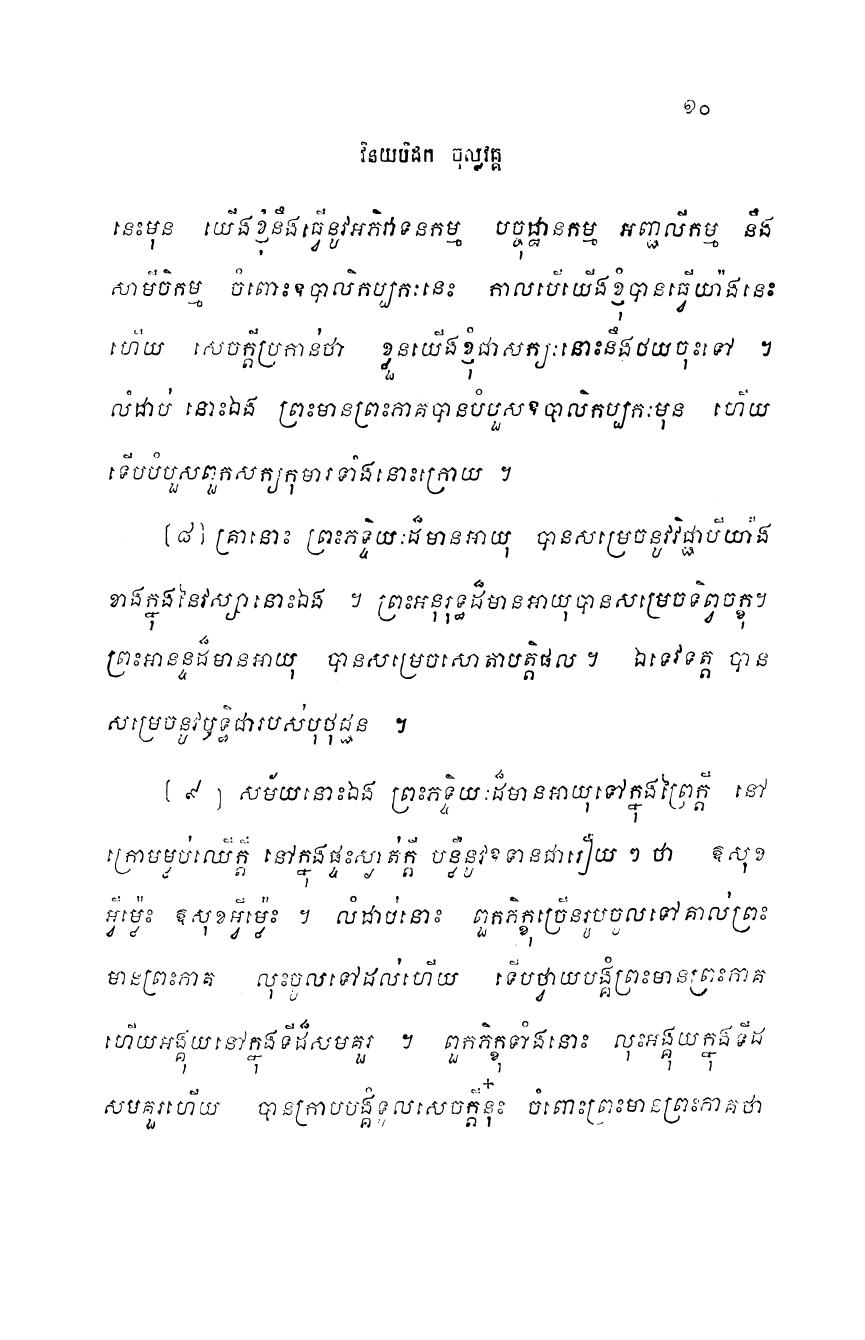 ១០
វិនយបិដក ចុល្លវគ្គ
នេះមុន យើងខ្ញុំនឹងធ្វើនូវអភិវាទនកម្ម បច្ចុដ្ឋានកម្ម អញ្ជលីកម្ម នឹង
សាមីចិកម្ម ចំពោះឧបាលិកប្បកៈនេះ កាលបើយើងខ្ញុំបានធ្វើយ៉ាងនេះ
ហើយ សេចក្តីប្រកាន់ថា ខ្លួនយើងខ្ញុំជាសក្យៈនោះនឹងថយចុះទៅ ។
លំដាប់ នោះឯង ព្រះមានព្រះភាគបានបំបួសឧបាលិកប្បកៈមុន ហើយ
ទើបបំបួសពួកសក្យកុមារទាំងនោះក្រោយ ។
[៨] គ្រានោះ ព្រះភទ្ទិយៈដ៏មានអាយុ បានសម្រេចនូវវិជ្ជាបីយ៉ាង
ខាងក្នុងនៃវស្សានោះឯង ។ ព្រះអនុរុទ្ធដ៏មានអាយុបានសម្រេចទិព្វចក្ខុ។
ព្រះអានន្ទដ៏មានអាយុ បានសម្រេចសោតាបត្តិផល ។ ឯទេវទត្ត បាន
សម្រេចនូវឫទ្ធិជារបស់បុថុជ្ជន ។
[៩] សម័យនោះឯង ព្រះភទ្ទិយៈដ៏មានអាយុទៅក្នុងព្រៃក្តី នៅ
ក្រោមម្លប់ឈើក្តី នៅក្នុងផ្ទះស្ងាត់ក្តី បន្លឺនូវឧទានជារឿយ ៗ ថា ឱសុខ
អ្វីម្ល៉េះ ឱសុខអ្វីម្ល៉េះ ។ លំដាប់នោះ ពួកភិក្ខុច្រើនរូបចូលទៅគាល់ព្រះ
មានព្រះភាគ លុះចូលទៅដល់ហើយ ទើបថ្វាយបង្គំព្រះមានព្រះភាគ
ហើយអង្គុយនៅក្នុងទីដ៏សមគួរ ។ ពួកភិក្ខុទាំងនោះ លុះអង្គុយក្នុងទីដ៏
សមគួរហើយ បានក្រាបបង្គំទូលសេចក្តីនុ៎ះ ចំពោះព្រះមានព្រះភាគថា